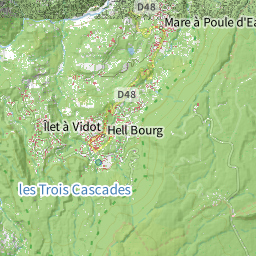 D48
Mare à Poule d'Ea
D48
Îlet à Vidot
Hell Bourg
les Trois Cascades